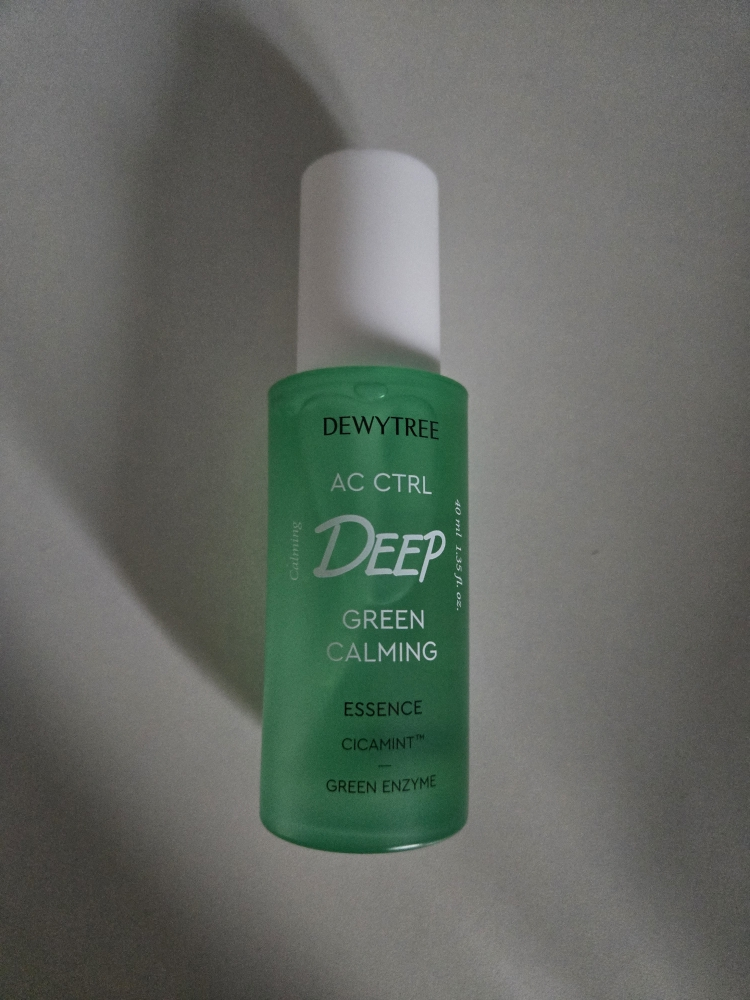 DEWYTREE
AC CTRL
DEEP
GREEN
CALMING
ESSENCE
CICAMINT™
GREEN ENZYME
Calming
40 ml 1.35 fl. oz.